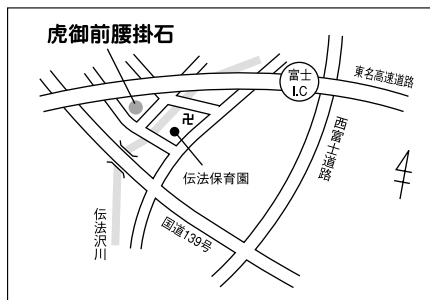 虎御前腰掛石
富士
I.C
東名高速道路
西富士道路
卍
伝法保育園
伝法沢川
国道139号